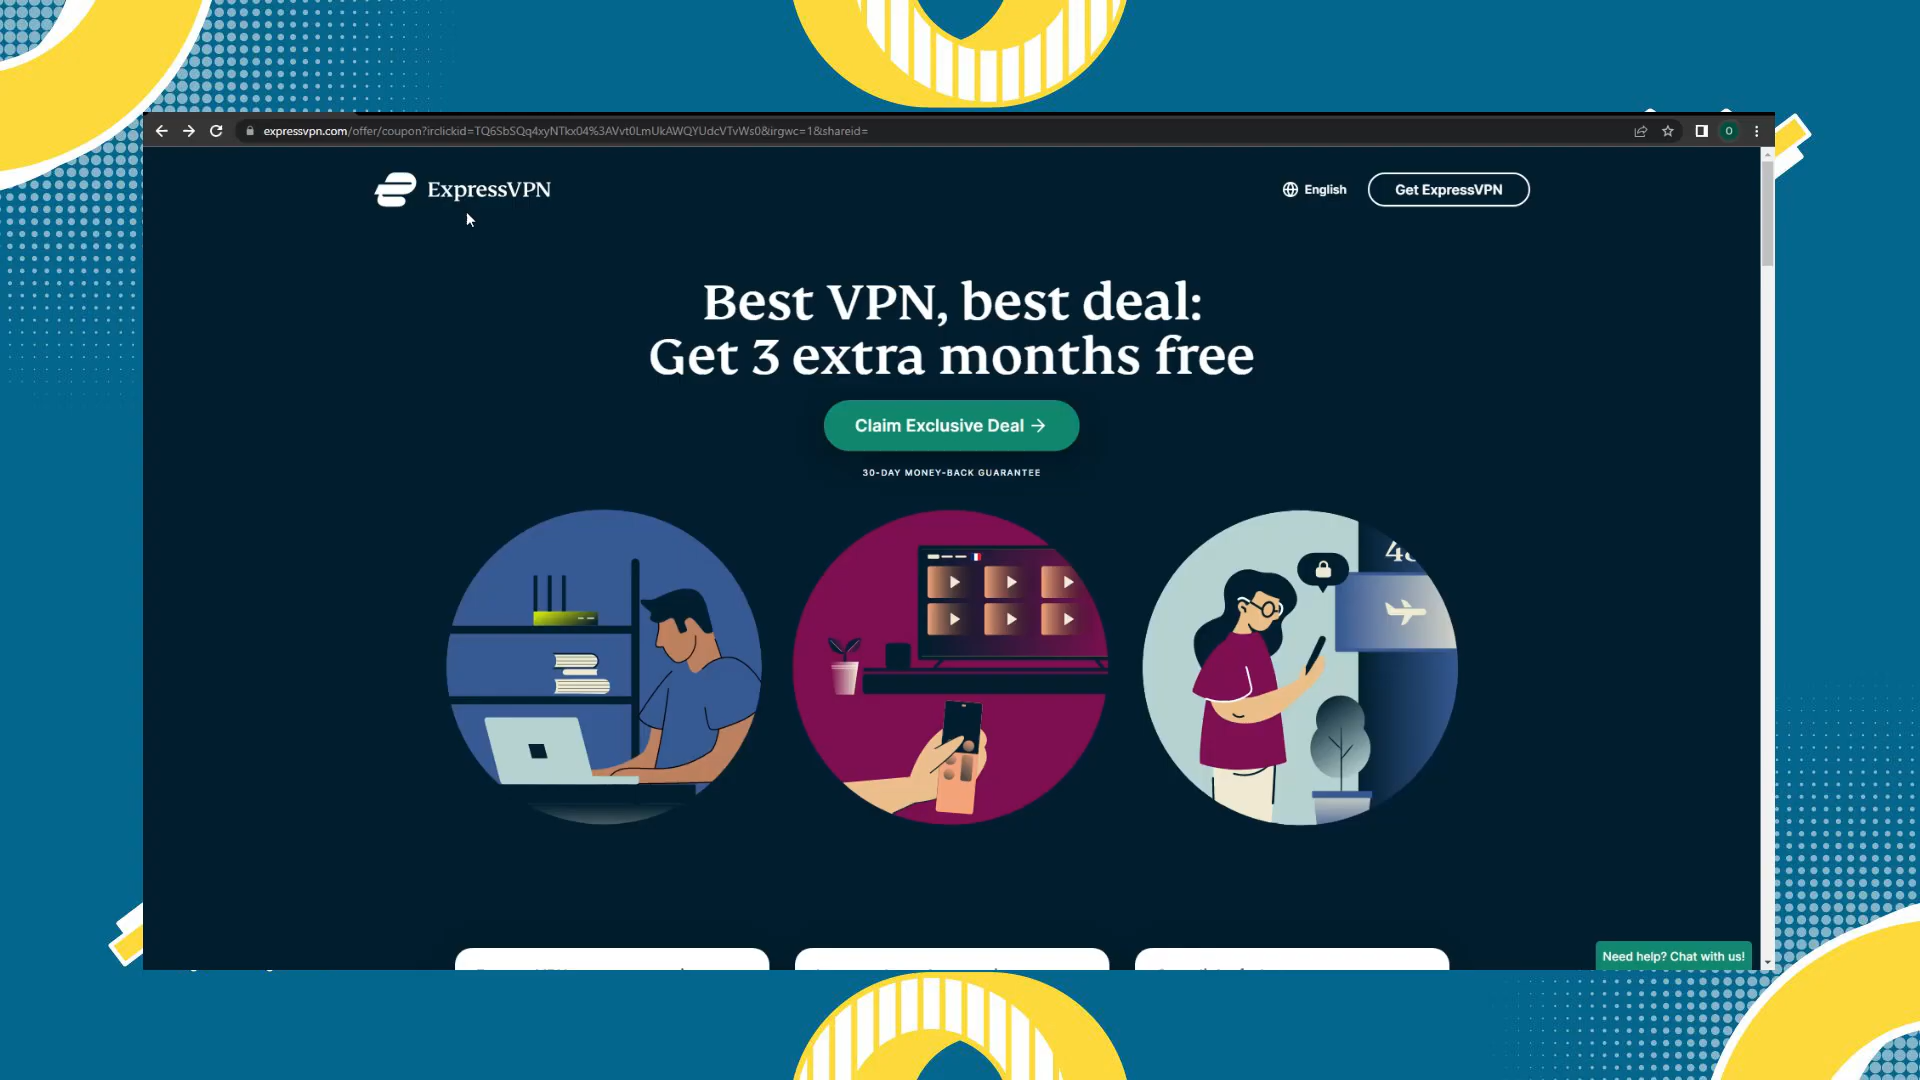 expressvpn.com/offer/coupon?irclickid=TQ6SbSQq4xyNTkx04%3AVvt0LmUkAWQYUdcVTvWs0&irgwc=1&shareid=
O
ExpressVPN
English
Get ExpressVPN
Best VPN, best deal:
Get 3 extra months free
Claim Exclusive Deal →
30-DAY MONEY-BACK GUARANTEE
Need help? Chat with us!